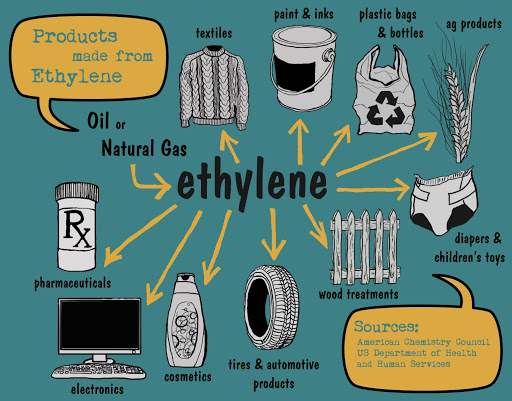 Products
made from
Ethylene
textiles
paint & inks
plastic bags
& bottles
ag products
Oil or
Natural Gas
ethylene
Rx
pharmaceuticals
diapers &
children's toys
wood treatments
electronics
cosmetics
tires & automotive
products
Sources:
American Chemistry Council
US Department of Health
and Human Services